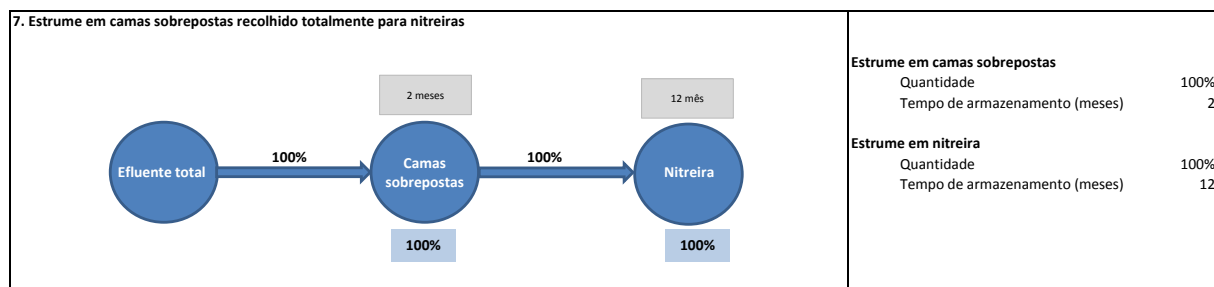 7. Estrume em camas sobrepostas recolhido totalmente para nitreiras
2 meses
12 mês
Efluente total
100%
Camas
sobrepostas
100%
Nitreira
100%
100%
Estrume em camas sobrepostas
Quantidade 100%
Tempo de armazenamento (meses) 2
Estrume em nitreira
Quantidade 100%
Tempo de armazenamento (meses) 12